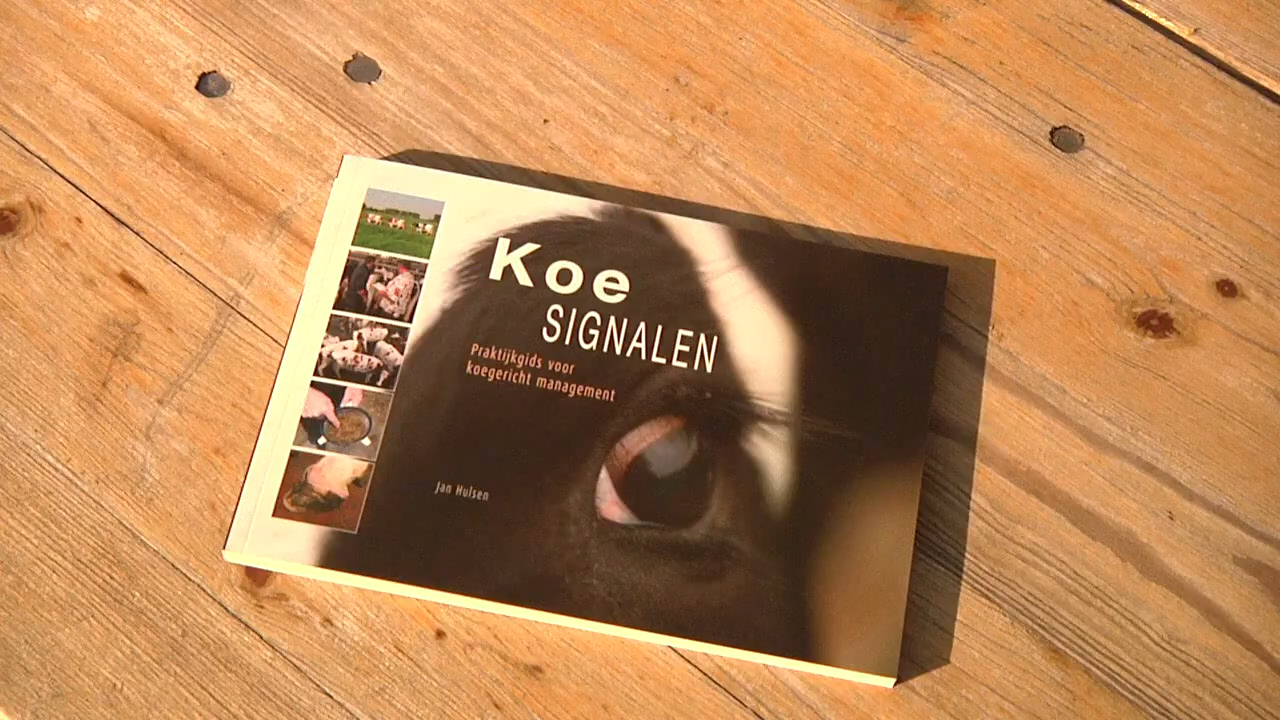 Koe
SIGNALEN
Praktijkgids voor
koegericht management
Jan Hulsen